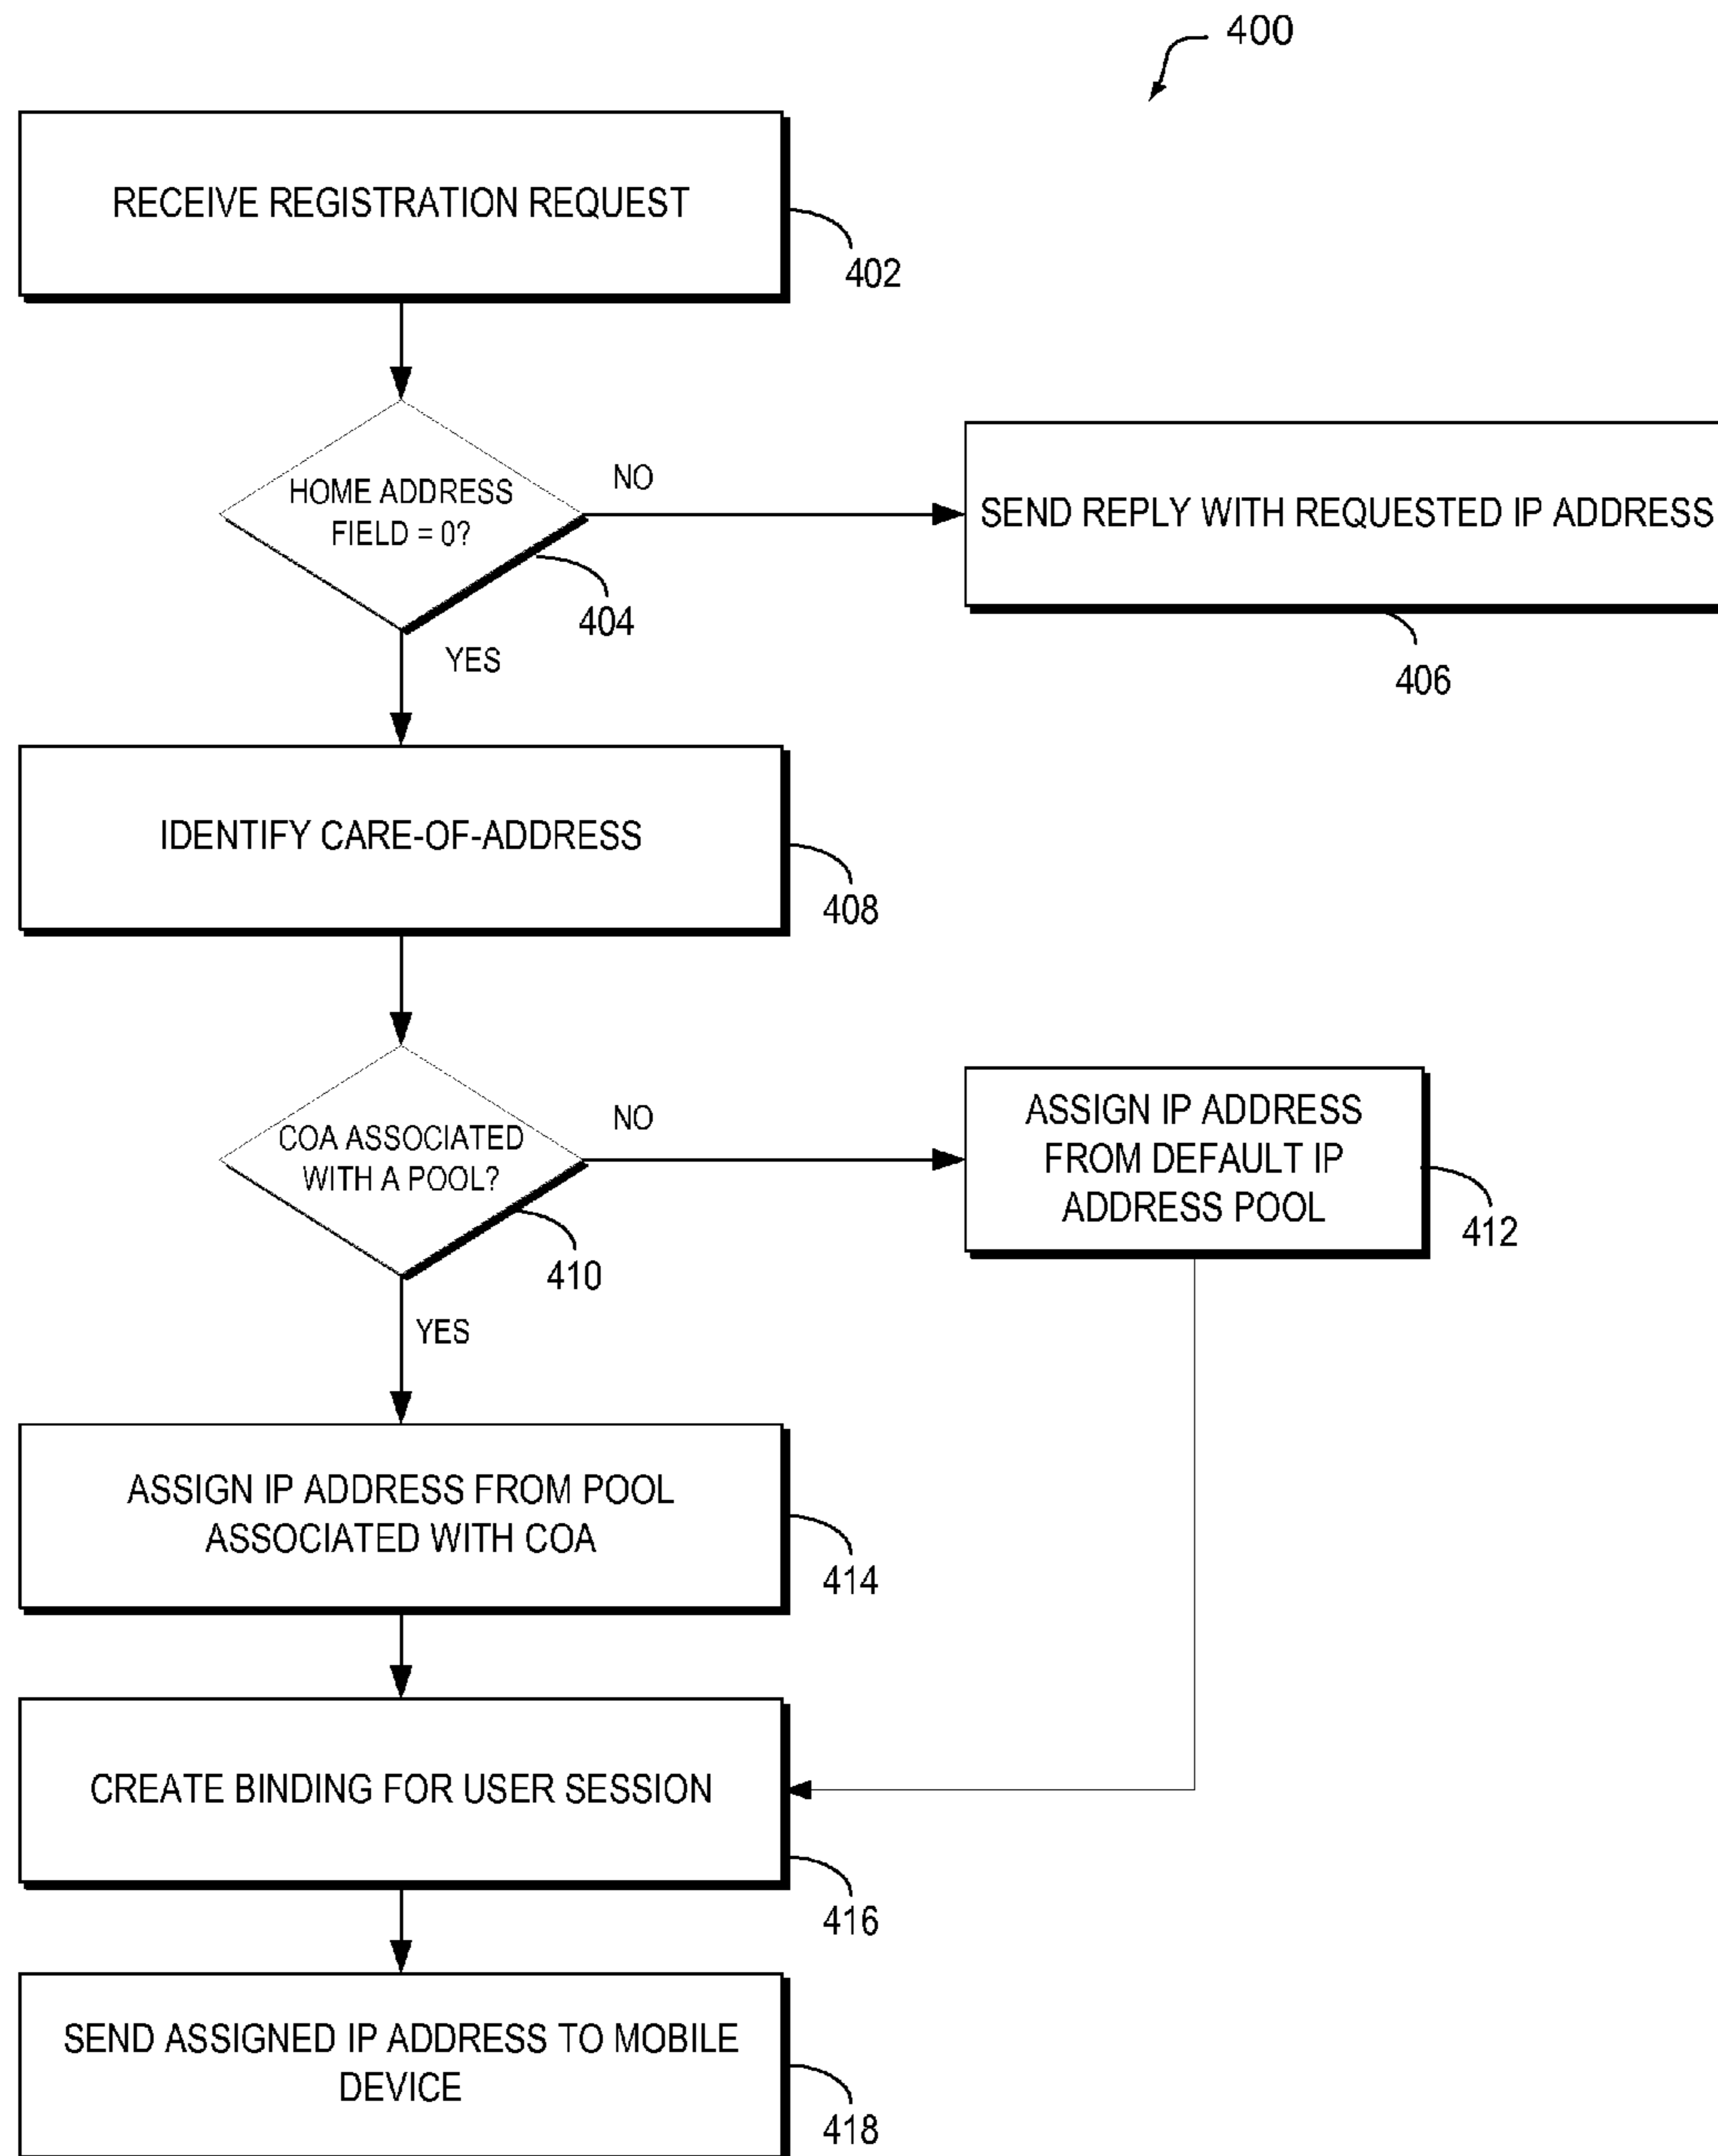 400
RECEIVE REGISTRATION REQUEST
402
HOME ADDRESS
FIELD = 0?
NO
404
YES
SEND REPLY WITH REQUESTED IP ADDRESS
406
IDENTIFY CARE-OF-ADDRESS
408
COA ASSOCIATED
WITH A POOL?
NO
410
YES
ASSIGN IP ADDRESS
FROM DEFAULT IP
ADDRESS POOL
412
ASSIGN IP ADDRESS FROM POOL
ASSOCIATED WITH COA
414
CREATE BINDING FOR USER SESSION
416
SEND ASSIGNED IP ADDRESS TO MOBILE
DEVICE
418